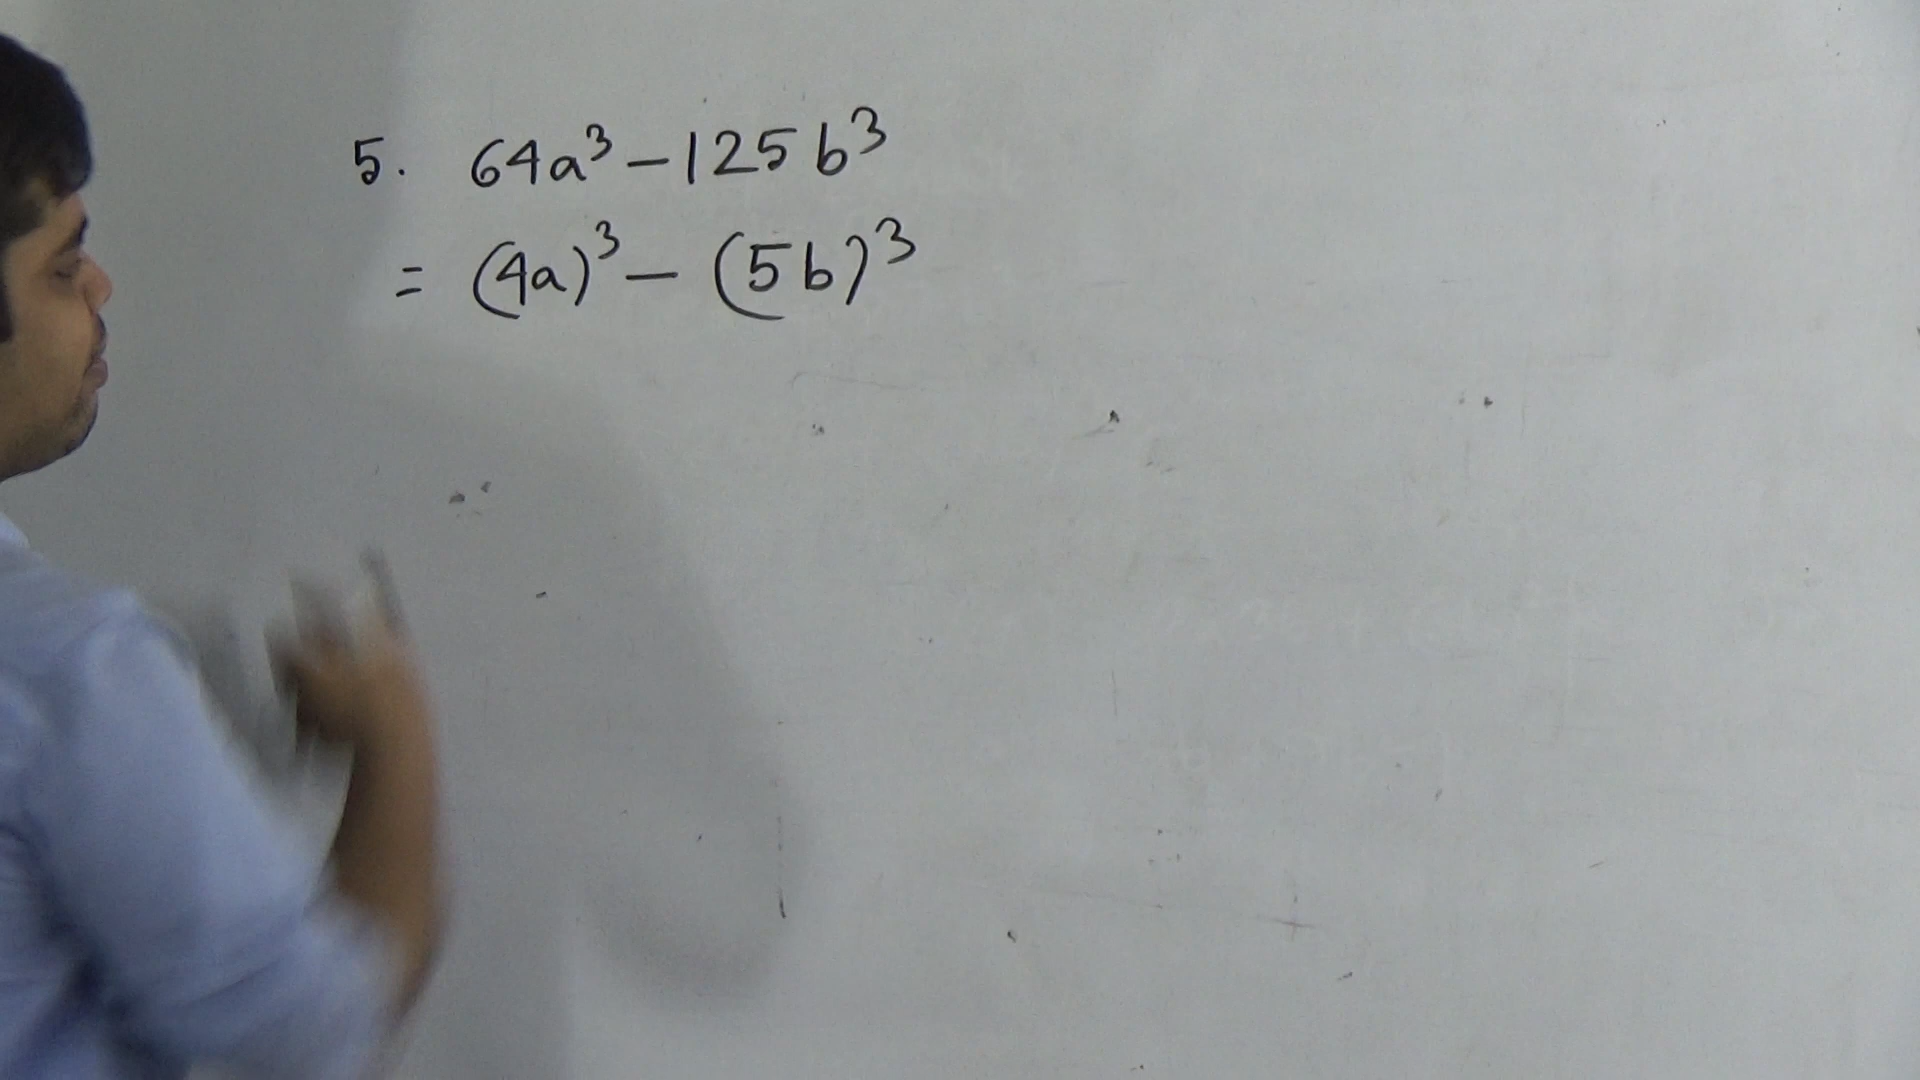 5. 64a³ – 125b³
= (4a)³ – (5b)³